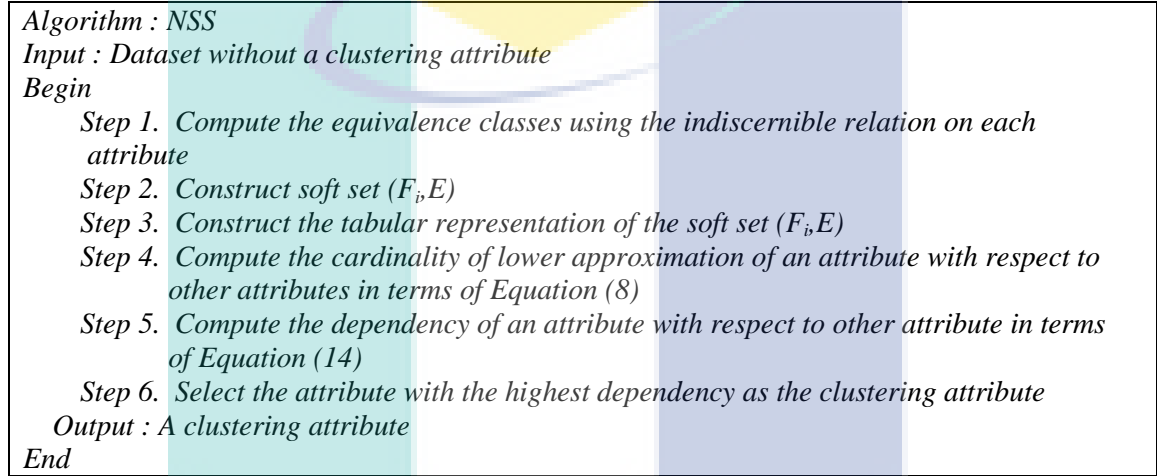 Algorithm : NSS
Input : Dataset without a clustering attribute
Begin
Step 1. Compute the equivalence classes using the indiscernible relation on each
attribute
Step 2. Construct soft set (Fi,E)
Step 3. Construct the tabular representation of the soft set (Fi,E)
Step 4. Compute the cardinality of lower approximation of an attribute with respect to
other attributes in terms of Equation (8)
Step 5. Compute the dependency of an attribute with respect to other attribute in terms
of Equation (14)
Step 6. Select the attribute with the highest dependency as the clustering attribute
Output : A clustering attribute
End